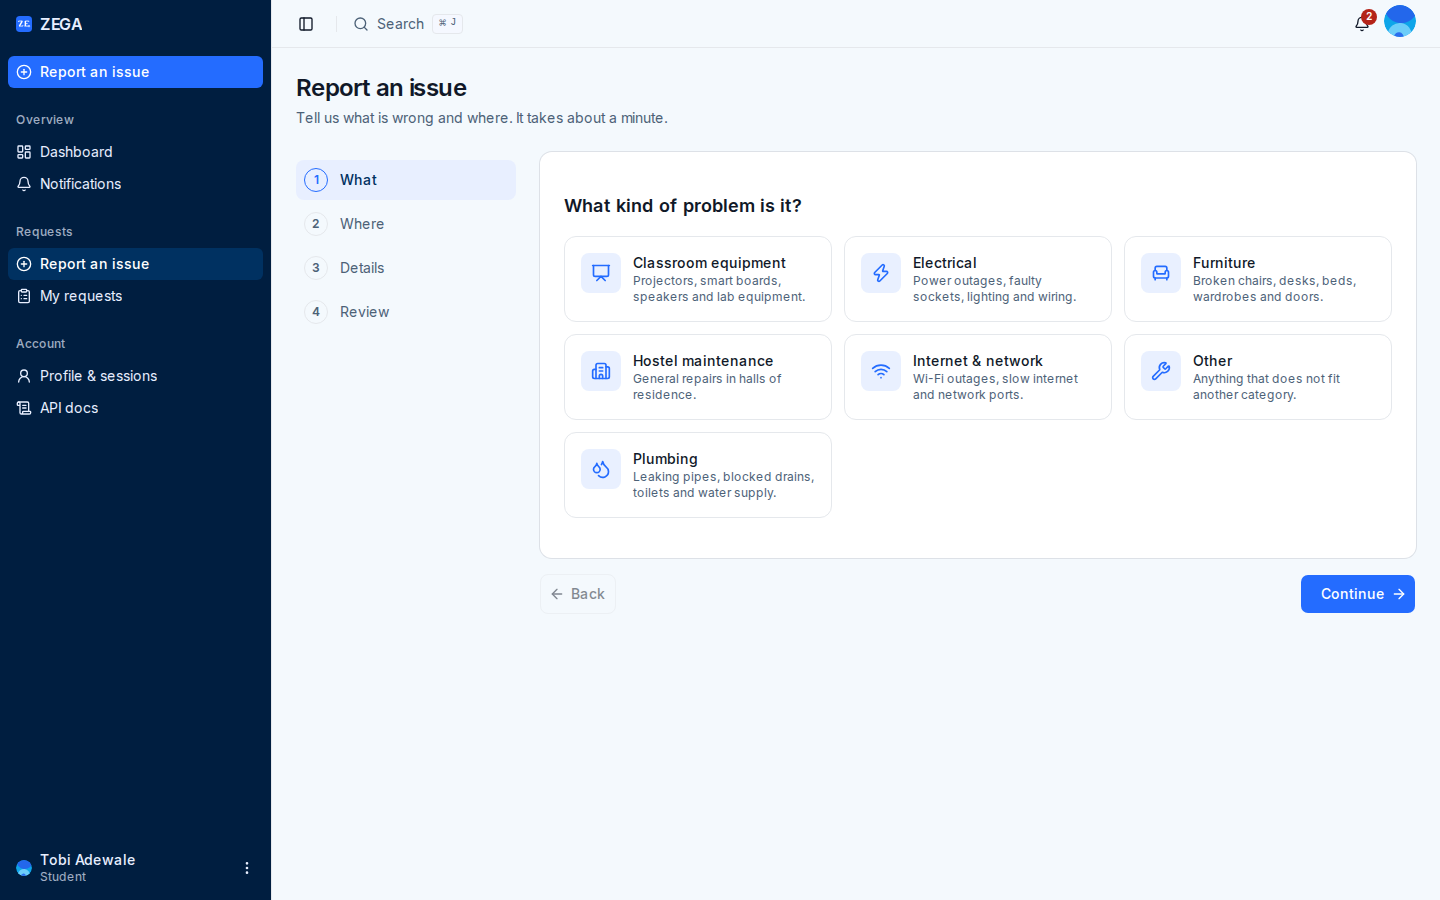 ZEGA
Report an issue
Overview
Dashboard
Notifications
Requests
Report an issue
My requests
Account
Profile & sessions
API docs
Tobi Adewale
Student
Search ⌘ J
2
Report an issue
Tell us what is wrong and where. It takes about a minute.
1 What
2 Where
3 Details
4 Review
What kind of problem is it?
Classroom equipment
Projectors, smart boards,
speakers and lab equipment.
Electrical
Power outages, faulty
sockets, lighting and wiring.
Furniture
Broken chairs, desks, beds,
wardrobes and doors.
Hostel maintenance
General repairs in halls of
residence.
Internet & network
Wi-Fi outages, slow internet
and network ports.
Other
Anything that does not fit
another category.
Plumbing
Leaking pipes, blocked drains,
toilets and water supply.
Back
Continue